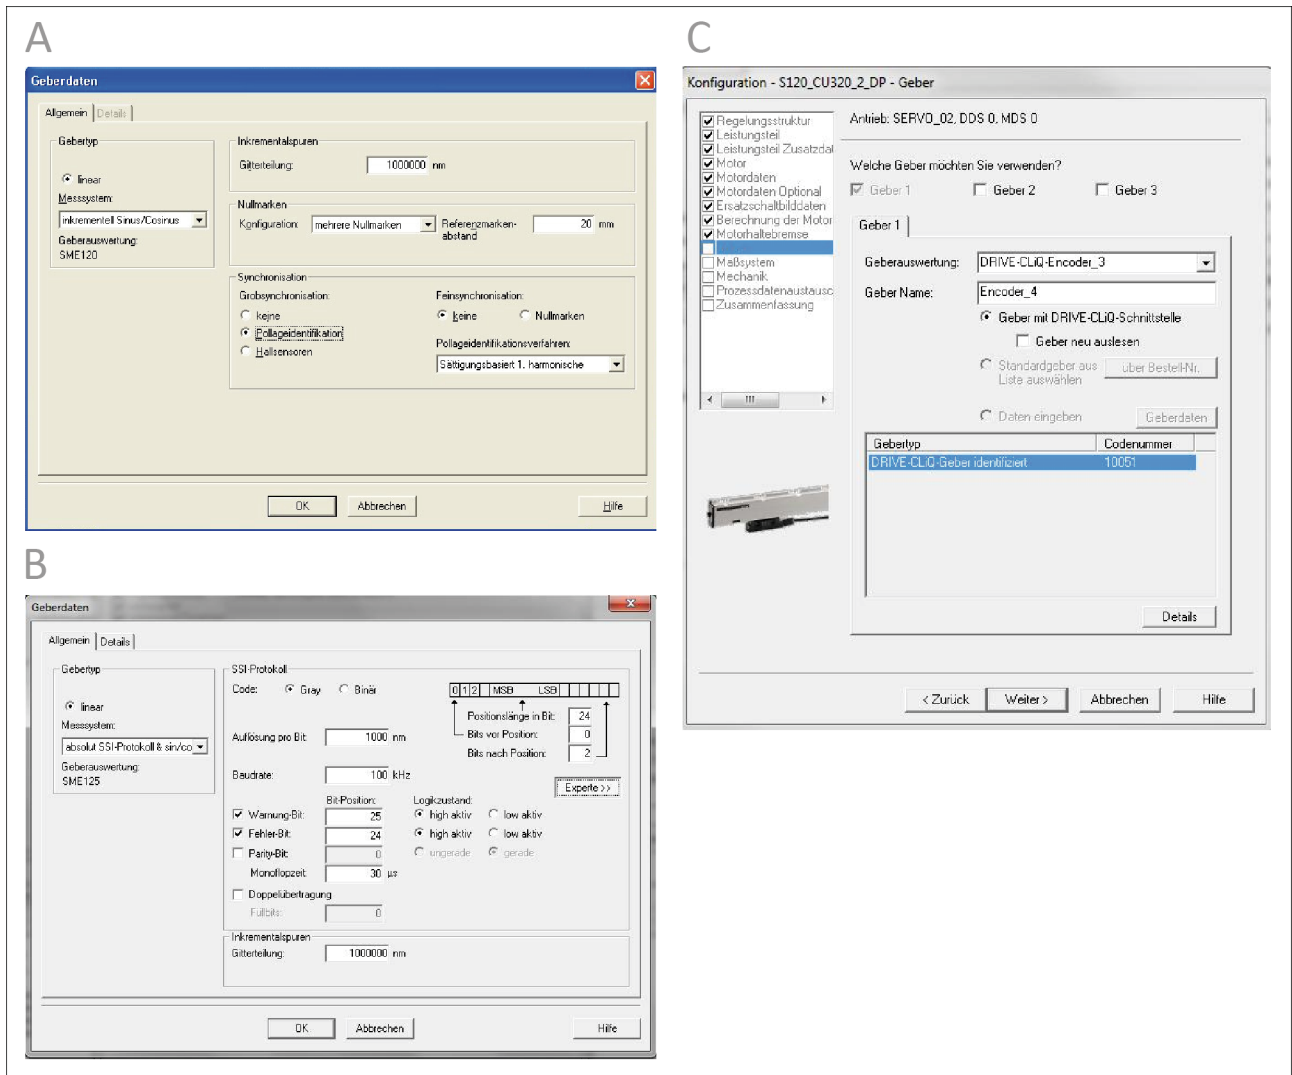 A
Geberdaten
Allgemein Details
Gebertyp
linear
Messsystem:
inkrementell Sinus/Cosinus
Geberauswertung:
SME120
Inkrementalspuren
Gitterteilung: 1000000 nm
Nullmarken
Konfiguration: mehrere Nullmarken Referenzmarken-
abstand 20 mm
Synchronisation
Grobsynchronisation: Feinsynchronisation:
keine keine Nullmarken
Pollageidentifikation
Hallsensoren
Pollageidentifikationsverfahren:
Sättigungsbasiert 1. harmonische
OK Abbrechen Hilfe
B
Geberdaten
Allgemein Details
Gebertyp
linear
Messsystem:
absolut SSI-Protokoll & sin/co
Geberauswertung:
SME125
SSI-Protokoll
Code: Gray Binär
0 1 2 MSB LSB
Positionslänge in Bit: 24
Auflösung pro Bit: 1000 nm
Bits vor Position: 0
Bits nach Position: 2
Baudrate: 100 kHz
Experte >>
Bit-Position: Logikzustand:
Warnung-Bit: 25 high aktiv low aktiv
Fehler-Bit: 24 high aktiv low aktiv
Parity-Bit: 0 ungerade gerade
Monoflopzeit: 30 µs
Doppelübertragung
Füllbits: 0
Inkrementalspuren
Gitterteilung: 1000000 nm
OK Abbrechen Hilfe
C
Konfiguration - S120_CU320_2_DP - Geber
Regelungsstruktur
Leistungsteil
Leistungsteil Zusatzdat
Motor
Motordaten
Motordaten Optional
Ersatzschaltbilddaten
Berechnung der Motor
Motorhaltebremse
Maßsystem
Mechanik
Prozessdatenaustausc
Zusammenfassung
Antrieb: SERVO_02, DDS 0, MDS 0
Welche Geber möchten Sie verwenden?
Geber 1 Geber 2 Geber 3
Geber 1
Geberauswertung: DRIVE-CLiQ-Encoder_3
Geber Name: Encoder_4
Geber mit DRIVE-CLiQ-Schnittstelle
Geber neu auslesen
Standardgeber aus
Liste auswählen
über Bestell-Nr.
Daten eingeben Geberdaten
Gebertyp Codenummer
DRIVE-CLiQ-Geber identifiziert 10051
Details
< Zurück Weiter > Abbrechen Hilfe